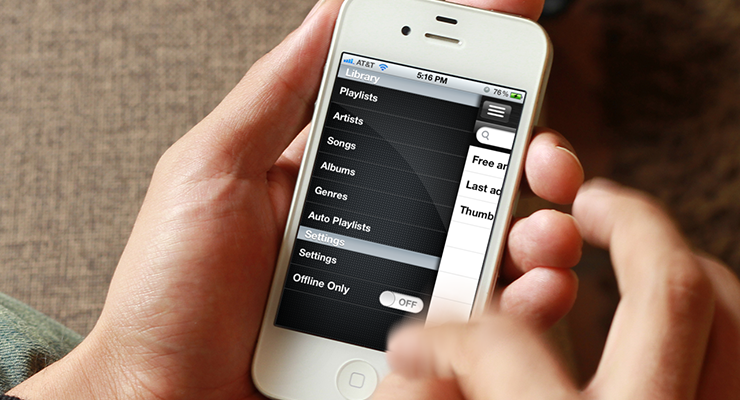 AT&T 5:16 PM 76%
Library
Playlists
Artists
Songs
Albums
Genres
Auto Playlists
Settings
Settings
Offline Only OFF
Free an
Last ad
Thumb